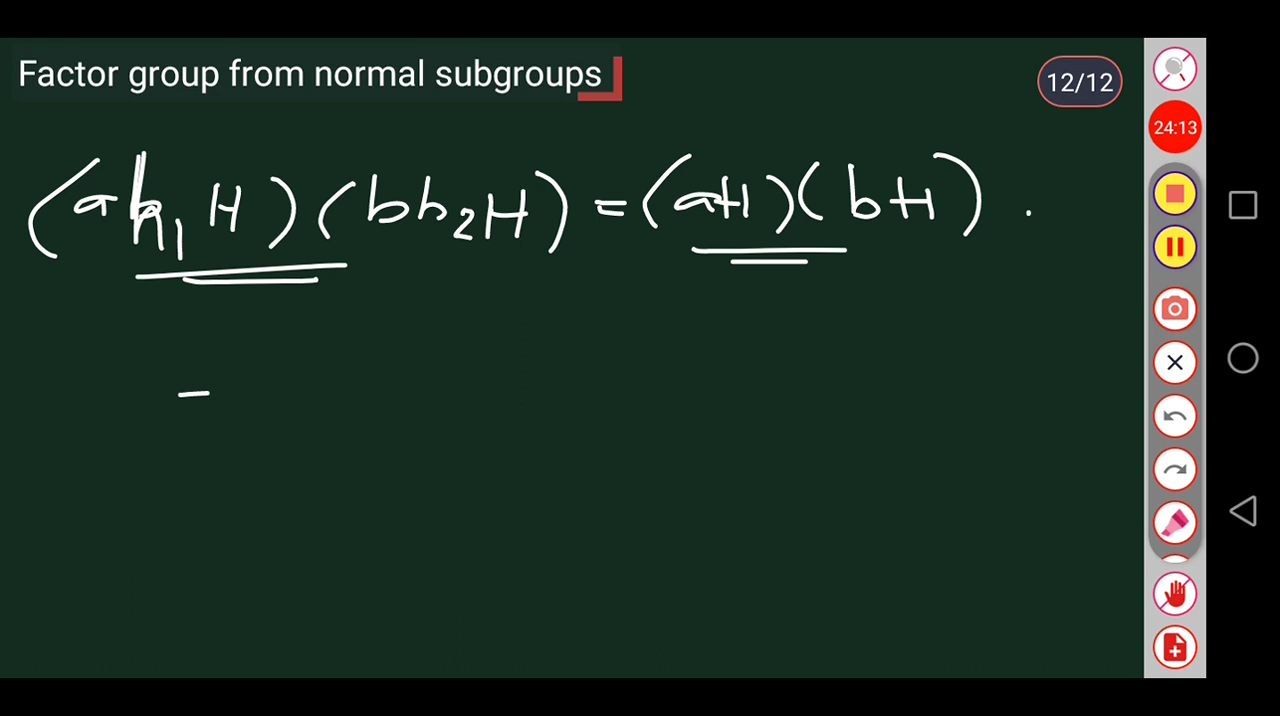 Factor group from normal subgroups
12/12
24:13
(ah₁H)(bh₂H) = (aH)(bH).
=